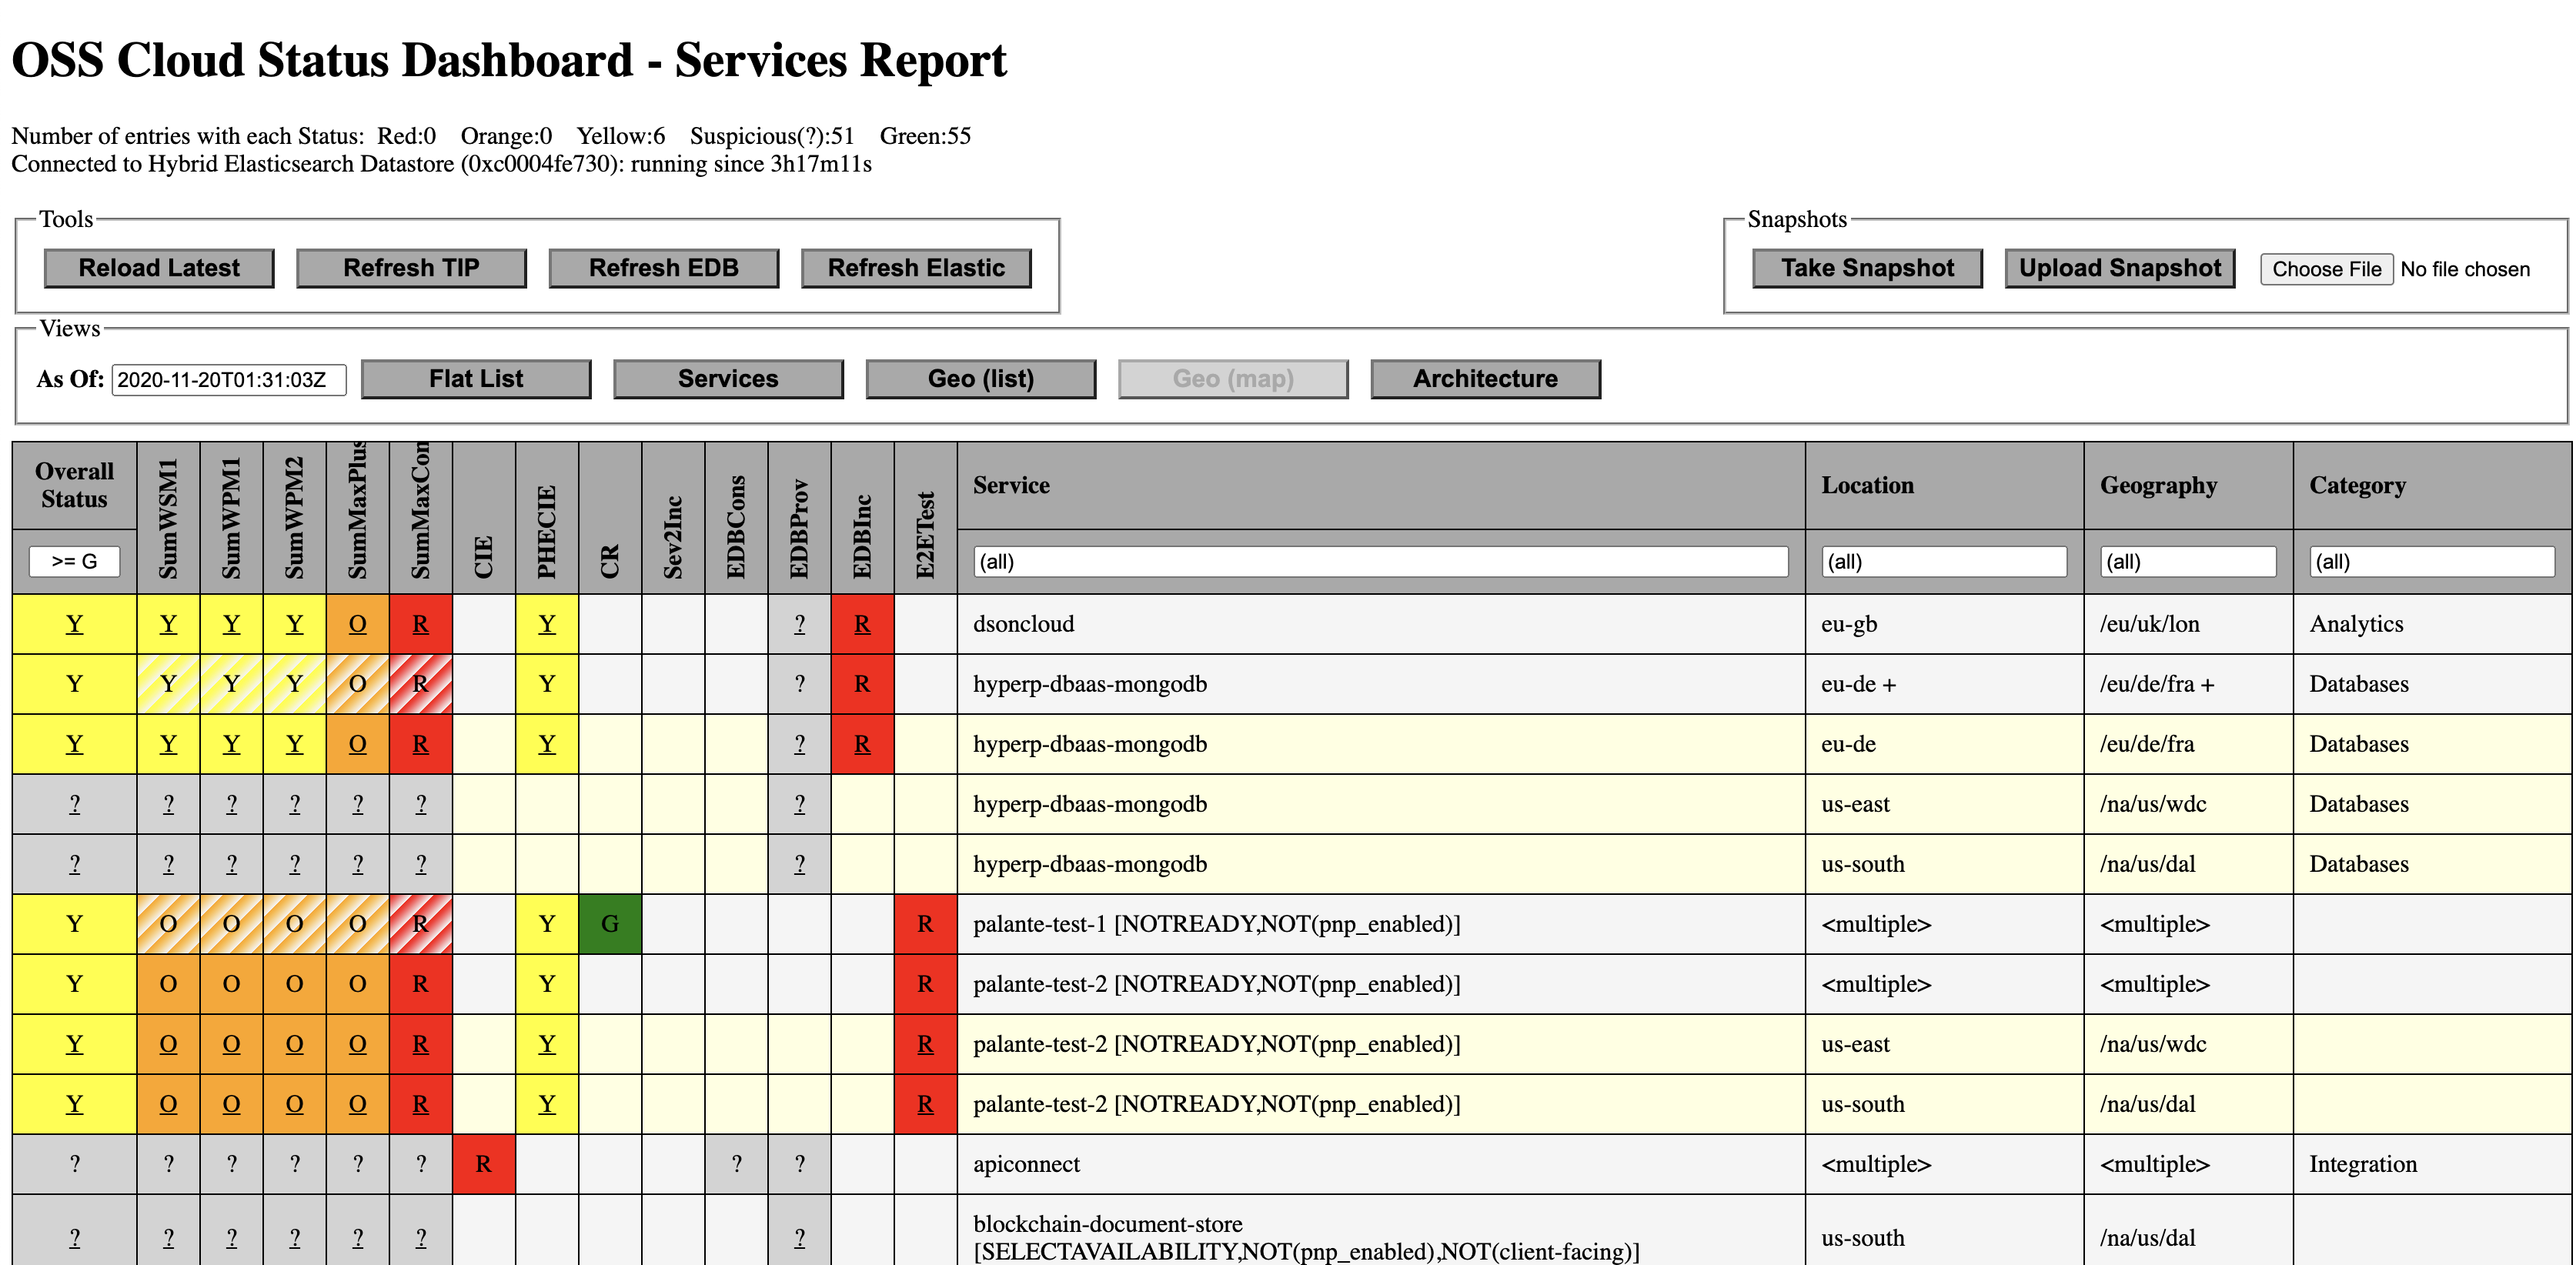 OSS Cloud Status Dashboard - Services Report
Number of entries with each Status: Red:0 Orange:0 Yellow:6 Suspicious(?):51 Green:55
Connected to Hybrid Elasticsearch Datastore (0xc0004fe730): running since 3h17m11s
Tools
Reload Latest Refresh TIP Refresh EDB Refresh Elastic
Snapshots
Take Snapshot Upload Snapshot Choose File No file chosen
Views
As Of: 2020-11-20T01:31:03Z Flat List Services Geo (list) Geo (map) Architecture
Overall Status SumWSM1 SumWPM1 SumWPM2 SumMaxPlus SumMaxCon CIE PHECIE CR Sev2Inc EDBCons EDBProv EDBInc E2ETest Service Location Geography Category
>= G (all) (all) (all) (all)
Y Y Y Y O R Y ? R dsoncloud eu-gb /eu/uk/lon Analytics
Y Y Y Y O R Y ? R hyperp-dbaas-mongodb eu-de + /eu/de/fra + Databases
Y Y Y Y O R Y ? R hyperp-dbaas-mongodb eu-de /eu/de/fra Databases
? ? ? ? ? ? ? hyperp-dbaas-mongodb us-east /na/us/wdc Databases
? ? ? ? ? ? ? hyperp-dbaas-mongodb us-south /na/us/dal Databases
Y O O O O R Y G R palante-test-1 [NOTREADY,NOT(pnp_enabled)] <multiple> <multiple>
Y O O O O R Y R palante-test-2 [NOTREADY,NOT(pnp_enabled)] <multiple> <multiple>
Y O O O O R Y R palante-test-2 [NOTREADY,NOT(pnp_enabled)] us-east /na/us/wdc
Y O O O O R Y R palante-test-2 [NOTREADY,NOT(pnp_enabled)] us-south /na/us/dal
? ? ? ? ? ? R ? ? apiconnect <multiple> <multiple> Integration
? ? ? ? ? ? ? blockchain-document-store
[SELECTAVAILABILITY,NOT(pnp_enabled),NOT(client-facing)] us-south /na/us/dal